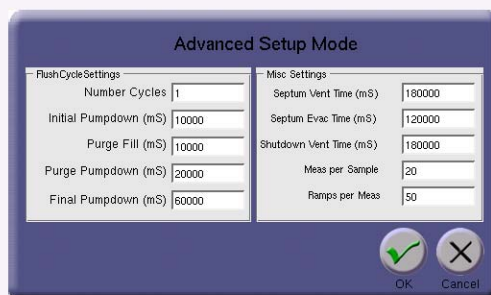 Advanced Setup Mode
FlushCycleSettings
Number Cycles 1
Initial Pumpdown (mS) 10000
Purge Fill (mS) 10000
Purge Pumpdown (mS) 20000
Final Pumpdown (mS) 60000
Misc Settings
Septum Vent Time (mS) 180000
Septum Evac Time (mS) 120000
Shutdown Vent Time (mS) 180000
Meas per Sample 20
Ramps per Meas 50
OK
Cancel